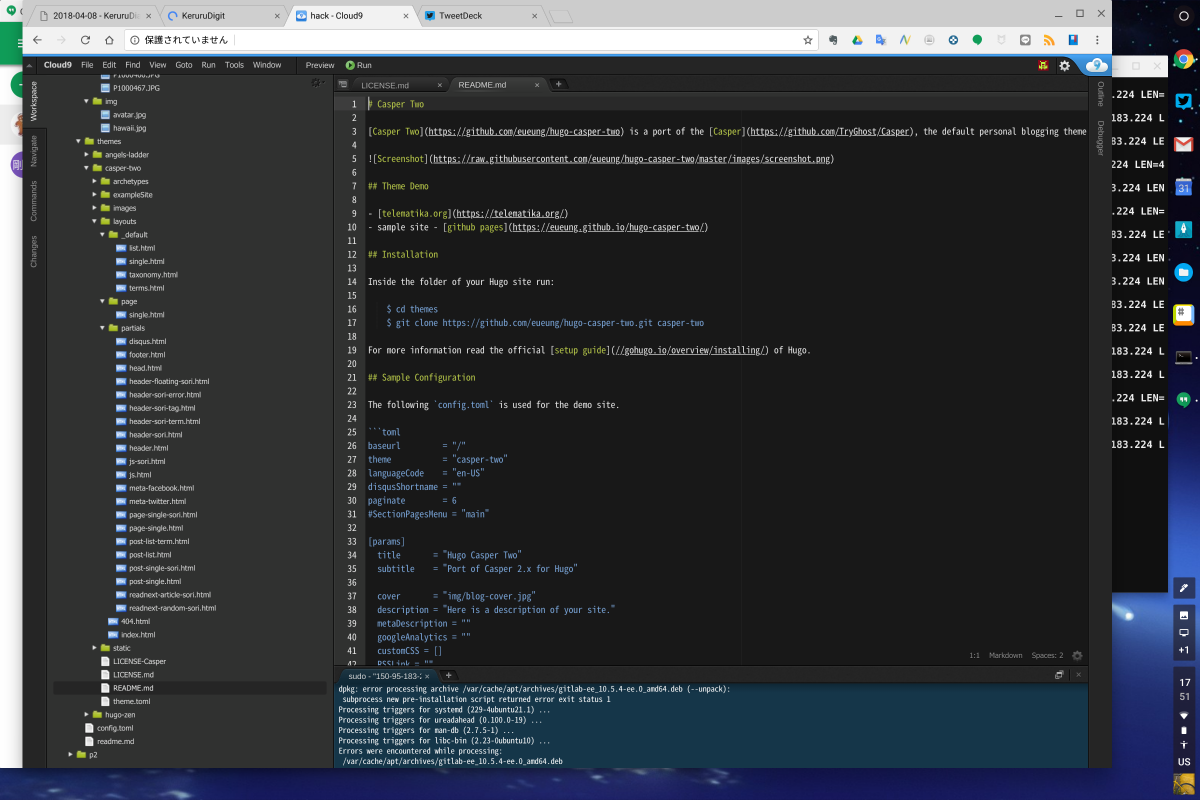 2018-04-08 - KeruruDi
KeruruDigit
hack - Cloud9
TweetDeck
保護されていません
Cloud9 File Edit Find View Goto Run Tools Window Preview Run
Workspace
Navigate
Commands
Changes
P1000466.JPG
P1000467.JPG
img
avatar.jpg
hawaii.jpg
themes
angels-ladder
casper-two
archetypes
exampleSite
images
layouts
_default
list.html
single.html
taxonomy.html
terms.html
page
single.html
partials
disqus.html
footer.html
head.html
header-floating-sori.html
header-sori-error.html
header-sori-tag.html
header-sori-term.html
header-sori.html
header.html
js-sori.html
js.html
meta-facebook.html
meta-twitter.html
page-single-sori.html
page-single.html
post-list-term.html
post-list.html
post-single-sori.html
post-single.html
readnext-article-sori.html
readnext-random-sori.html
404.html
index.html
static
LICENSE-Casper
LICENSE.md
README.md
theme.toml
hugo-zen
config.toml
readme.md
p2
LICENSE.md
README.md
1 # Casper Two
2
3 [Casper Two](https://github.com/eueung/hugo-casper-two) is a port of the [Casper](https://github.com/TryGhost/Casper), the default personal blogging theme
4
5 ![Screenshot](https://raw.githubusercontent.com/eueung/hugo-casper-two/master/images/screenshot.png)
6
7 ## Theme Demo
8
9 - [telematika.org](https://telematika.org/)
10 - sample site - [github pages](https://eueung.github.io/hugo-casper-two/)
11
12 ## Installation
13
14 Inside the folder of your Hugo site run:
15
16 $ cd themes
17 $ git clone https://github.com/eueung/hugo-casper-two.git casper-two
18
19 For more information read the official [setup guide](//gohugo.io/overview/installing/) of Hugo.
20
21 ## Sample Configuration
22
23 The following `config.toml` is used for the demo site.
24
25 ```toml
26 baseurl = "/"
27 theme = "casper-two"
28 languageCode = "en-US"
29 disqusShortname = ""
30 paginate = 6
31 #SectionPagesMenu = "main"
32
33 [params]
34 title = "Hugo Casper Two"
35 subtitle = "Port of Casper 2.x for Hugo"
36
37 cover = "img/blog-cover.jpg"
38 description = "Here is a description of your site."
39 metaDescription = ""
40 googleAnalytics = ""
41 customCSS = []
42 RSSLink = ""
1:1 Markdown Spaces: 2
Outline
Debugger
sudo - "150-95-183-2
dpkg: error processing archive /var/cache/apt/archives/gitlab-ee_10.5.4-ee.0_amd64.deb (--unpack):
subprocess new pre-installation script returned error exit status 1
Processing triggers for systemd (229-4ubuntu21.1) ...
Processing triggers for ureadahead (0.100.0-19) ...
Processing triggers for man-db (2.7.5-1) ...
Processing triggers for libc-bin (2.23-0ubuntu10) ...
Errors were encountered while processing:
/var/cache/apt/archives/gitlab-ee_10.5.4-ee.0_amd64.deb
.224 LEN=
183.224 L
83.224 LE
.224 LEN=4
3.224 LEN
.224 LEN=
83.224 LE
3.224 LEN
3.224 LEN
83.224 LE
83.224 LE
183.224 L
183.224 L
.224 LEN=
183.224 L
183.224 L
31
+1
17
51
US